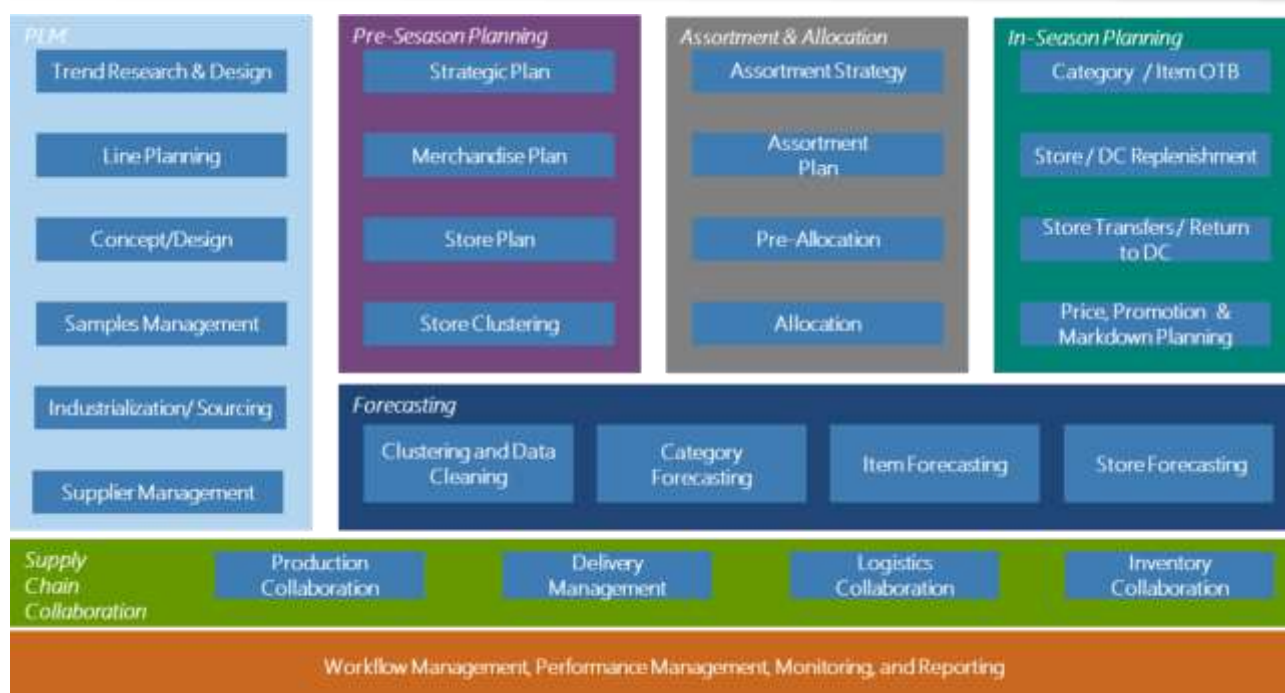 PLM
Trend Research & Design
Line Planning
Concept/Design
Samples Management
Industrialization/ Sourcing
Supplier Management
Pre-Sesason Planning
Strategic Plan
Merchandise Plan
Store Plan
Store Clustering
Assortment & Allocation
Assortment Strategy
Assortment
Plan
Pre-Allocation
Allocation
In-Season Planning
Category / Item OTB
Store / DC Replenishment
Store Transfers / Return
to DC
Price, Promotion &
Markdown Planning
Forecasting
Clustering and Data
Cleaning
Category
Forecasting
Item Forecasting
Store Forecasting
Supply
Chain
Collaboration
Production
Collaboration
Delivery
Management
Logistics
Collaboration
Inventory
Collaboration
Workflow Management, Performance Management, Monitoring, and Reporting